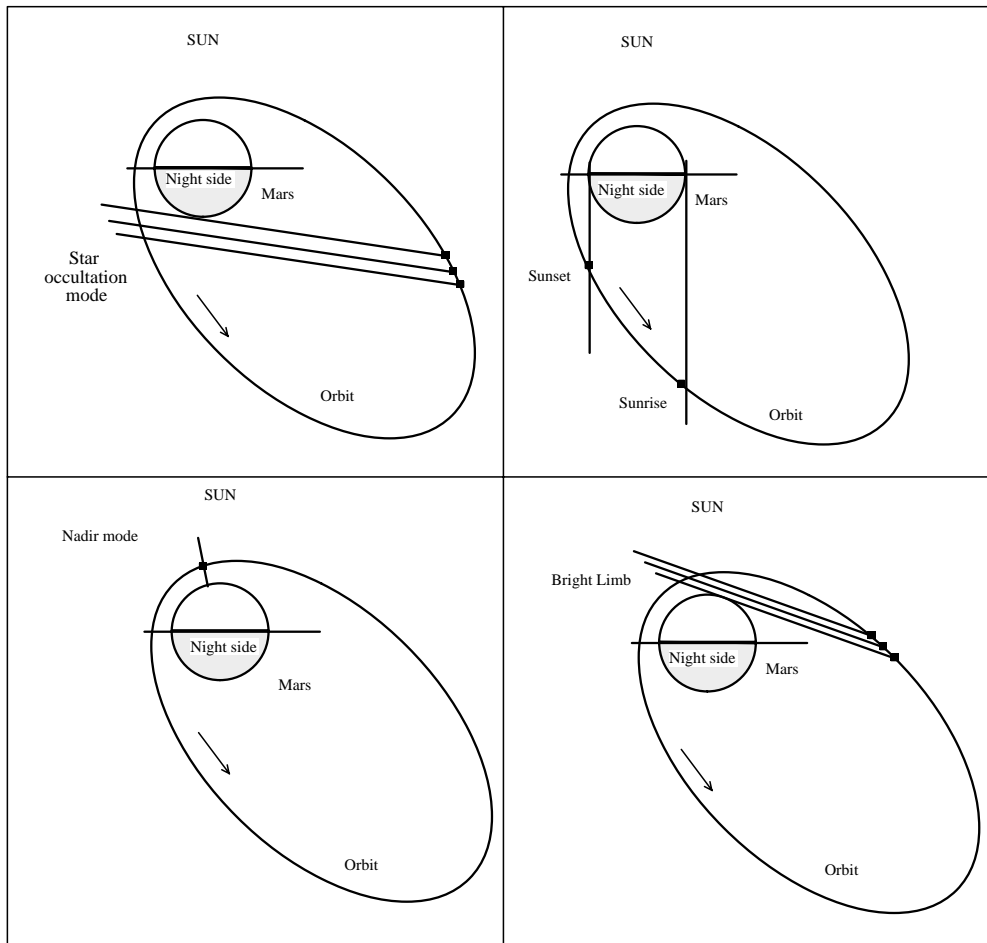 SUN
Night side
Mars
Star
occultation
mode
Orbit
SUN
Night side
Mars
Sunset
Sunrise
Orbit
SUN
Nadir mode
Night side
Mars
Orbit
SUN
Bright Limb
Night side
Mars
Orbit